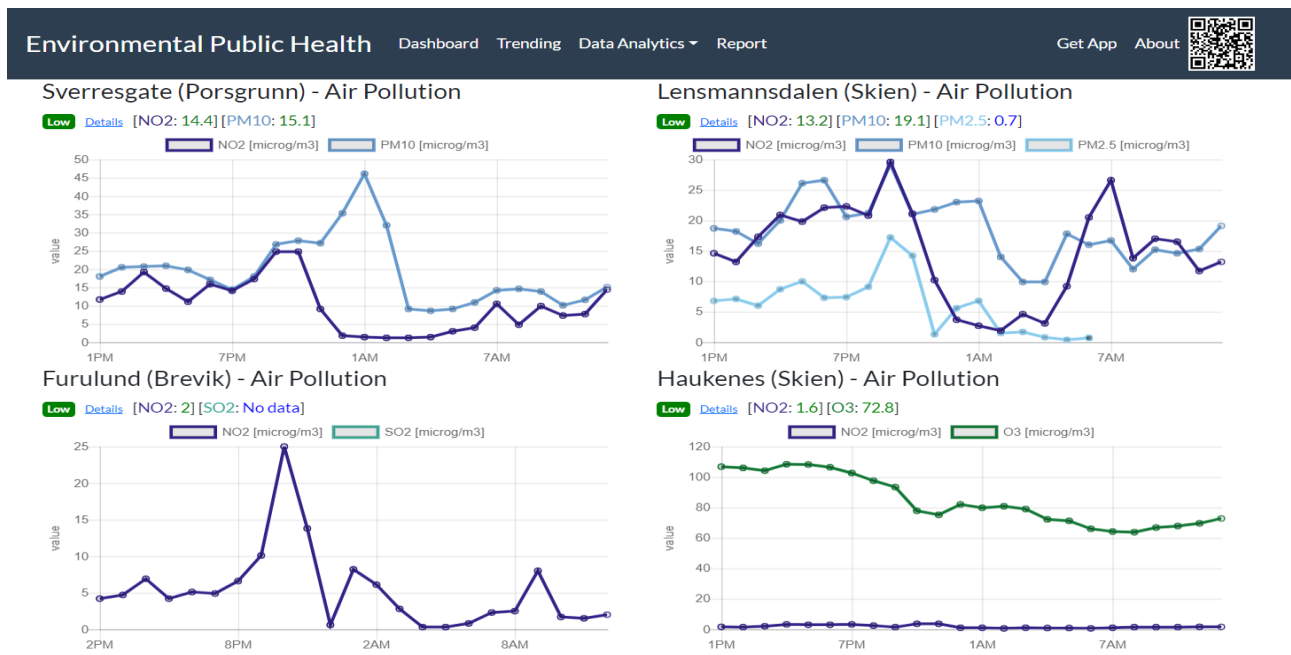 Environmental Public Health Dashboard Trending Data Analytics Report Get App About
Sverresgate (Porsgrunn) - Air Pollution
Low Details [NO2: 14.4] [PM10: 15.1]
NO2 [microg/m3] PM10 [microg/m3]
50
45
40
35
30
25
20
15
10
5
0
value
1PM 7PM 1AM 7AM
Lensmannsdalen (Skien) - Air Pollution
Low Details [NO2: 13.2] [PM10: 19.1] [PM2.5: 0.7]
NO2 [microg/m3] PM10 [microg/m3] PM2.5 [microg/m3]
30
25
20
15
10
5
0
value
1PM 7PM 1AM 7AM
Furulund (Brevik) - Air Pollution
Low Details [NO2: 2] [SO2: No data]
NO2 [microg/m3] SO2 [microg/m3]
25
20
15
10
5
0
value
2PM 8PM 2AM 8AM
Haukenes (Skien) - Air Pollution
Low Details [NO2: 1.6] [O3: 72.8]
NO2 [microg/m3] O3 [microg/m3]
120
100
80
60
40
20
0
value
1PM 7PM 1AM 7AM